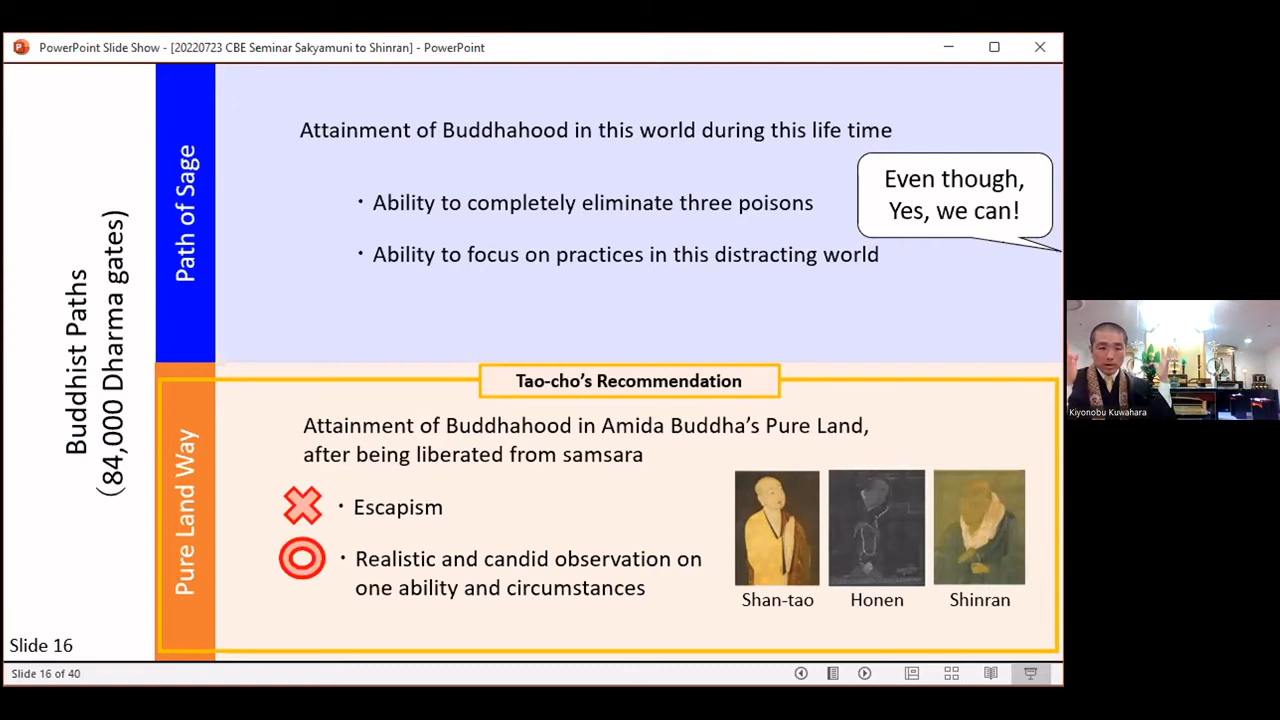 PowerPoint Slide Show - [20220723 CBE Seminar Sakyamuni to Shinran] - PowerPoint
Buddhist Paths
(84,000 Dharma gates)
Path of Sage
Attainment of Buddhahood in this world during this life time
・Ability to completely eliminate three poisons
・Ability to focus on practices in this distracting world
Even though,
Yes, we can!
Pure Land Way
Tao-cho's Recommendation
Attainment of Buddhahood in Amida Buddha's Pure Land,
after being liberated from samsara
・Escapism
・Realistic and candid observation on
one ability and circumstances
Shan-tao
Honen
Shinran
Kiyonobu Kuwahara
Slide 16
Slide 16 of 40